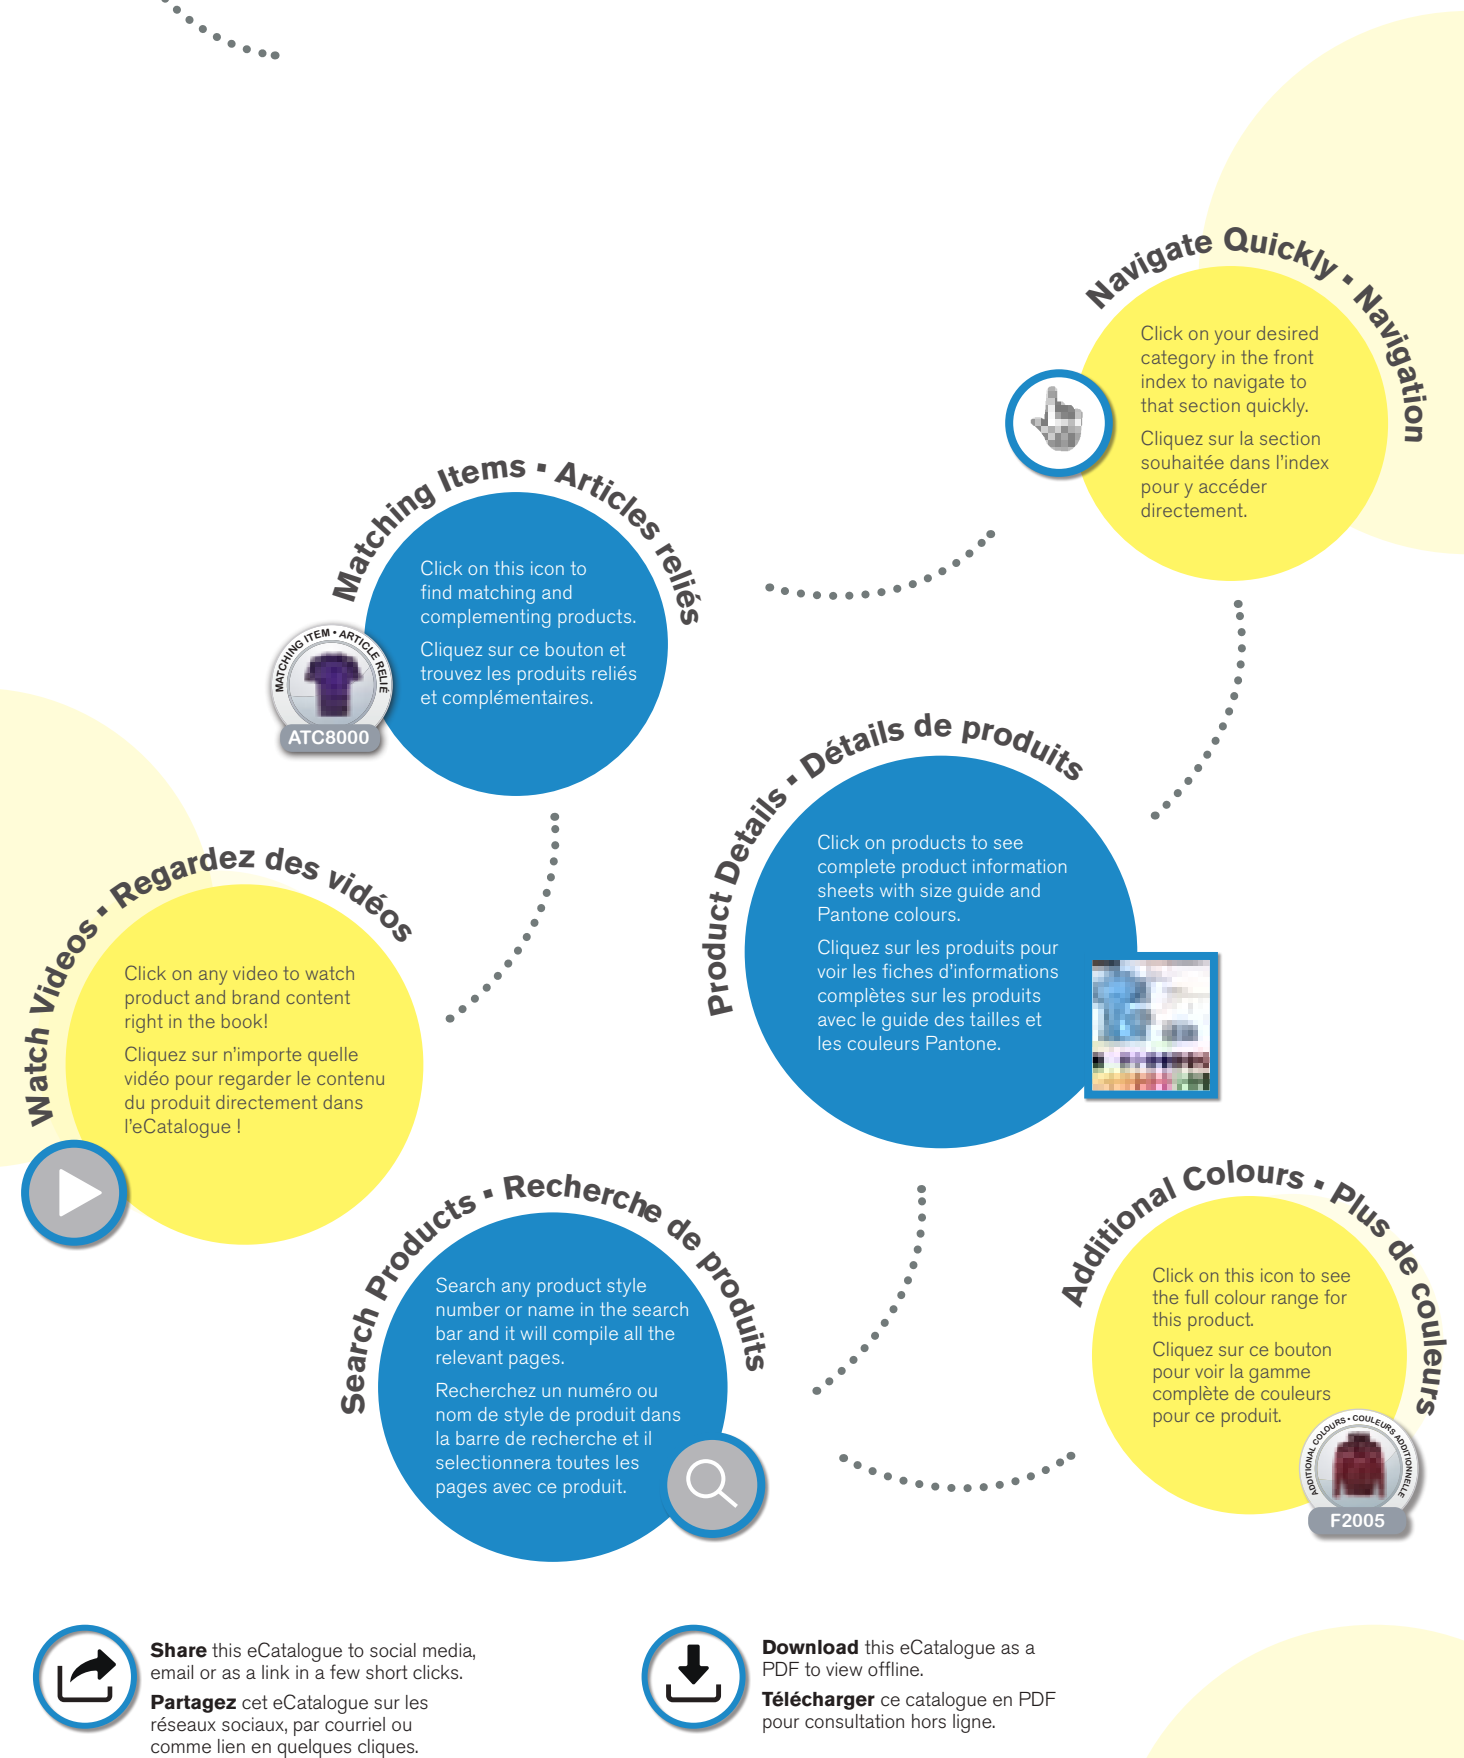 Navigate Quickly • Navigation
Click on your desired
category in the front
index to navigate to
that section quickly.
Cliquez sur la section
souhaitée dans l'index
pour y accéder
directement.
Matching Items • Articles reliés
Click on this icon to
find matching and
complementing products.
Cliquez sur ce bouton et
trouvez les produits reliés
et complémentaires.
MATCHING ITEM • ARTICLE RELIÉ
ATC8000
Product Details • Détails de produits
Click on products to see
complete product information
sheets with size guide and
Pantone colours.
Cliquez sur les produits pour
voir les fiches d'informations
complètes sur les produits
avec le guide des tailles et
les couleurs Pantone.
Watch Videos • Regardez des vidéos
Click on any video to watch
product and brand content
right in the book!
Cliquez sur n'importe quelle
vidéo pour regarder le contenu
du produit directement dans
l'eCatalogue !
Search Products • Recherche de produits
Search any product style
number or name in the search
bar and it will compile all the
relevant pages.
Recherchez un numéro ou
nom de style de produit dans
la barre de recherche et il
selectionnera toutes les
pages avec ce produit.
Additional Colours • Plus de couleurs
Click on this icon to see
the full colour range for
this product.
Cliquez sur ce bouton
pour voir la gamme
complète de couleurs
pour ce produit.
ADDITIONAL COLOURS • COULEURS ADDITIONNELLE
F2005
Share this eCatalogue to social media,
email or as a link in a few short clicks.
Partagez cet eCatalogue sur les
réseaux sociaux, par courriel ou
comme lien en quelques cliques.
Download this eCatalogue as a
PDF to view offline.
Télécharger ce catalogue en PDF
pour consultation hors ligne.